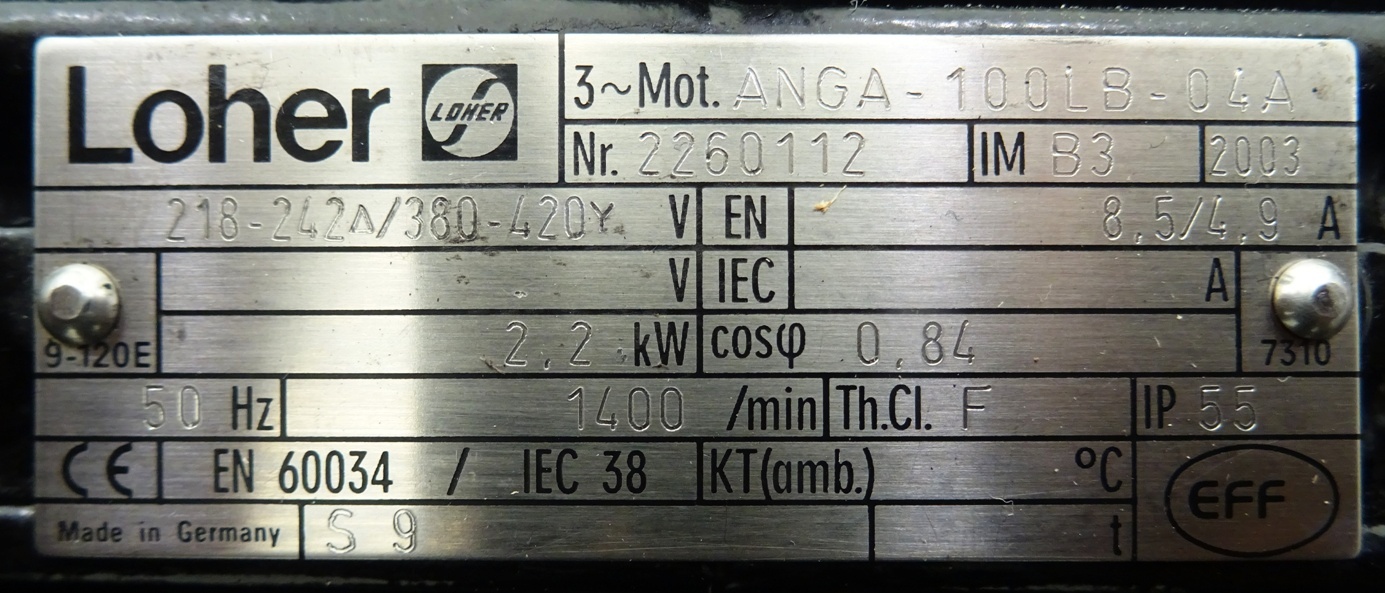 Loher LOHER 3~Mot. ANGA-100LB-04A
Nr. 2260112 IM B3 2003
218-242Δ/380-420Y V EN 8,5/4,9 A
V IEC A
2,2 kW cosφ 0,84
9-120E 7310
50 Hz 1400 /min Th.Cl. F IP 55
CE EN 60034 / IEC 38 KT(amb.) °C
EFF
Made in Germany S 9 t